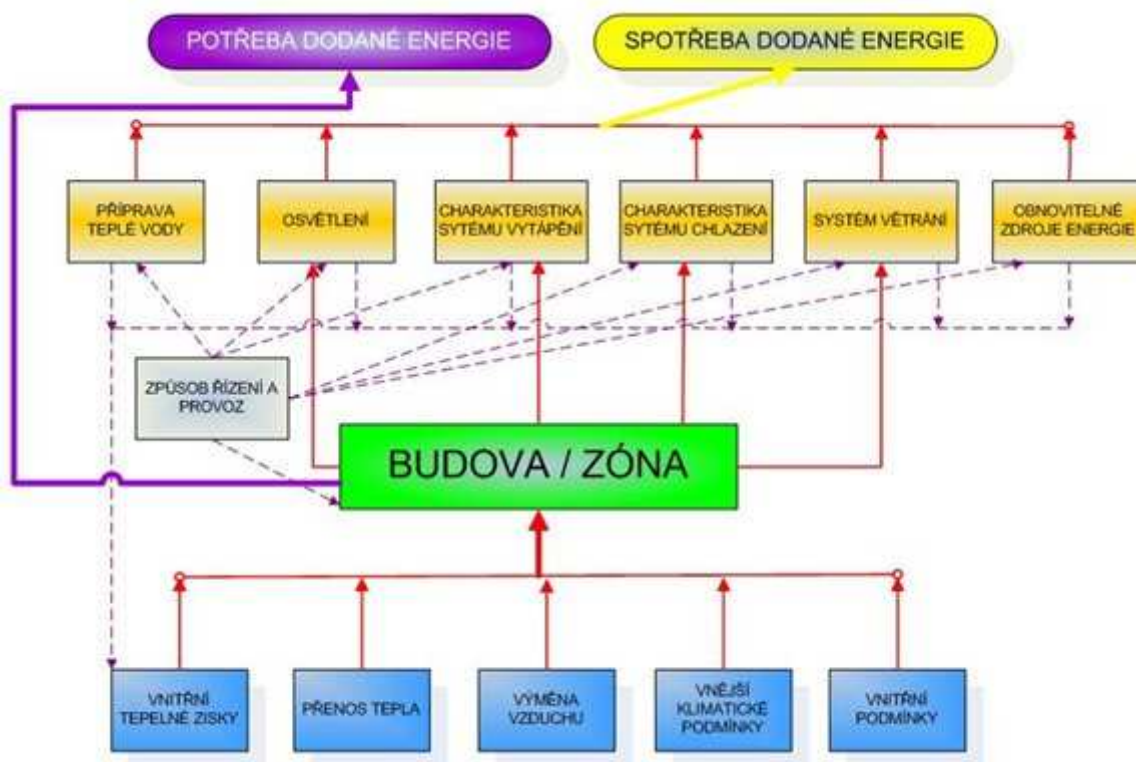 POTŘEBA DODANÉ ENERGIE
SPOTŘEBA DODANÉ ENERGIE
PŘÍPRAVA
TEPLÉ VODY
OSVĚTLENÍ
CHARAKTERISTIKA
SYTÉMU VYTÁPĚNÍ
CHARAKTERISTIKA
SYTÉMU CHLAZENÍ
SYSTÉM VĚTRÁNÍ
OBNOVITELNÉ
ZDROJE ENERGIE
ZPŮSOB ŘÍZENÍ A
PROVOZ
BUDOVA / ZÓNA
VNITŘNÍ
TEPELNÉ ZISKY
PŘENOS TEPLA
VÝMĚNA
VZDUCHU
VNĚJŠÍ
KLIMATICKÉ
PODMÍNKY
VNITŘNÍ
PODMÍNKY